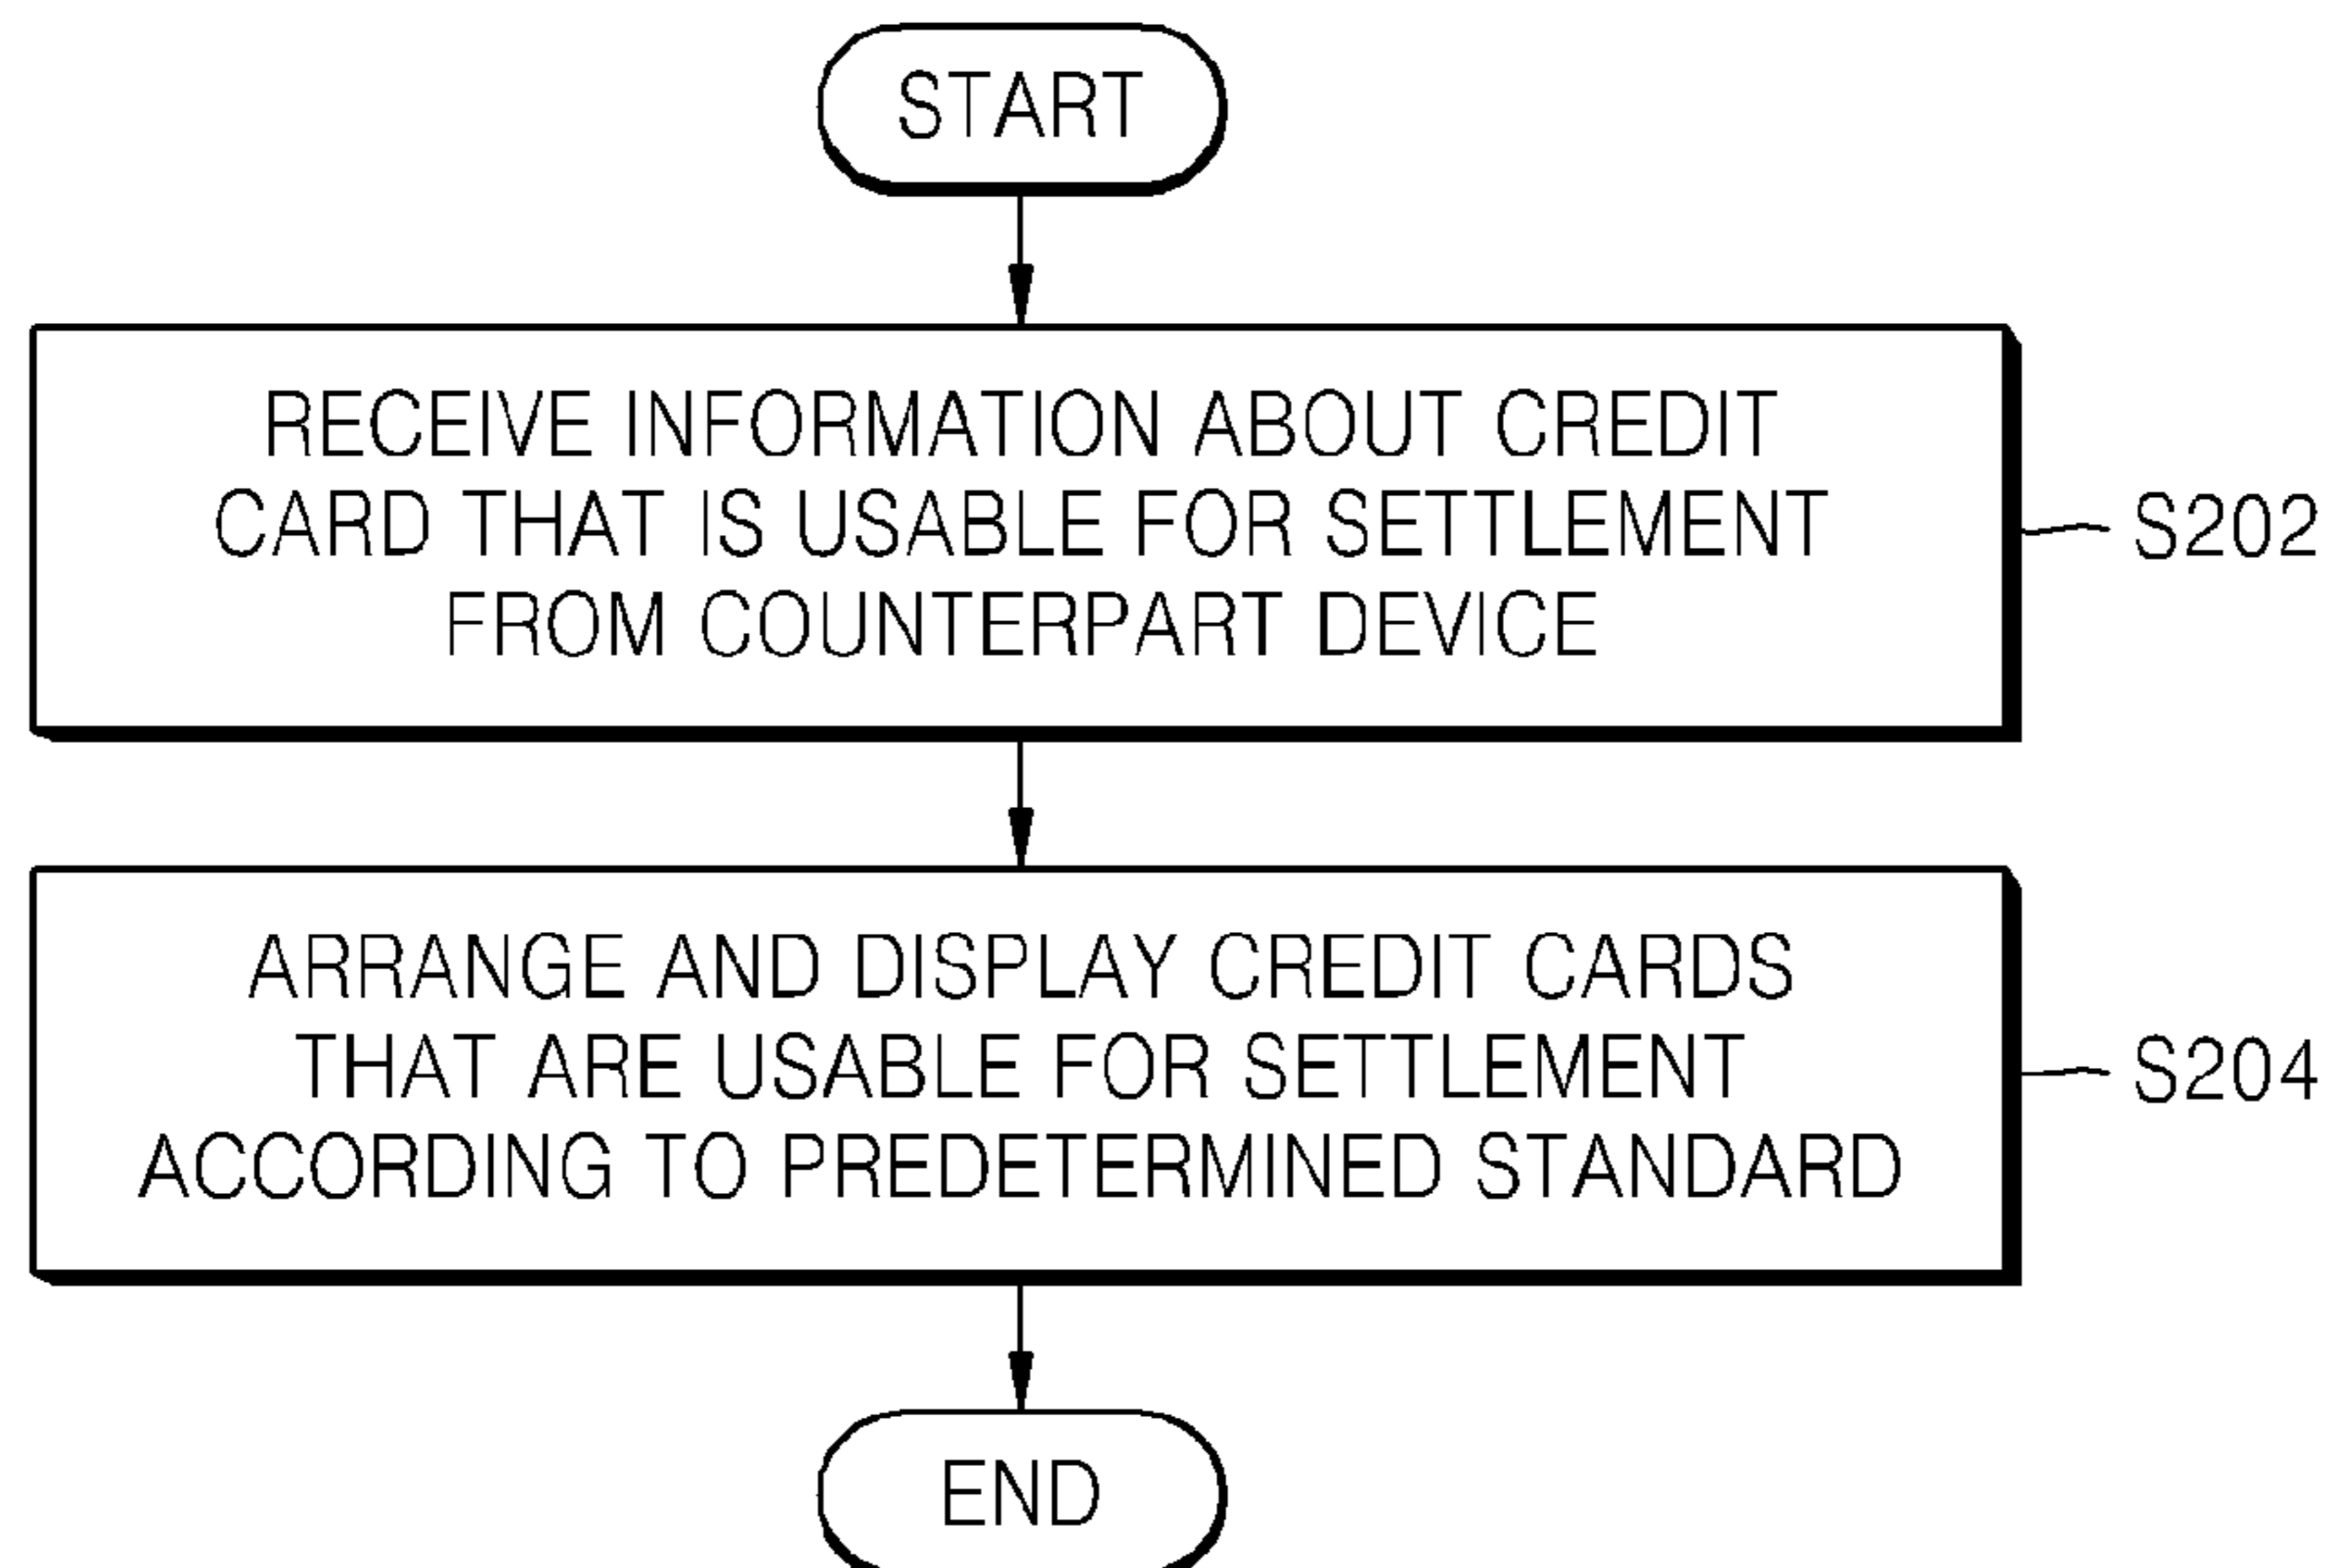 START
RECEIVE INFORMATION ABOUT CREDIT
CARD THAT IS USABLE FOR SETTLEMENT
FROM COUNTERPART DEVICE
S202
ARRANGE AND DISPLAY CREDIT CARDS
THAT ARE USABLE FOR SETTLEMENT
ACCORDING TO PREDETERMINED STANDARD
S204
END